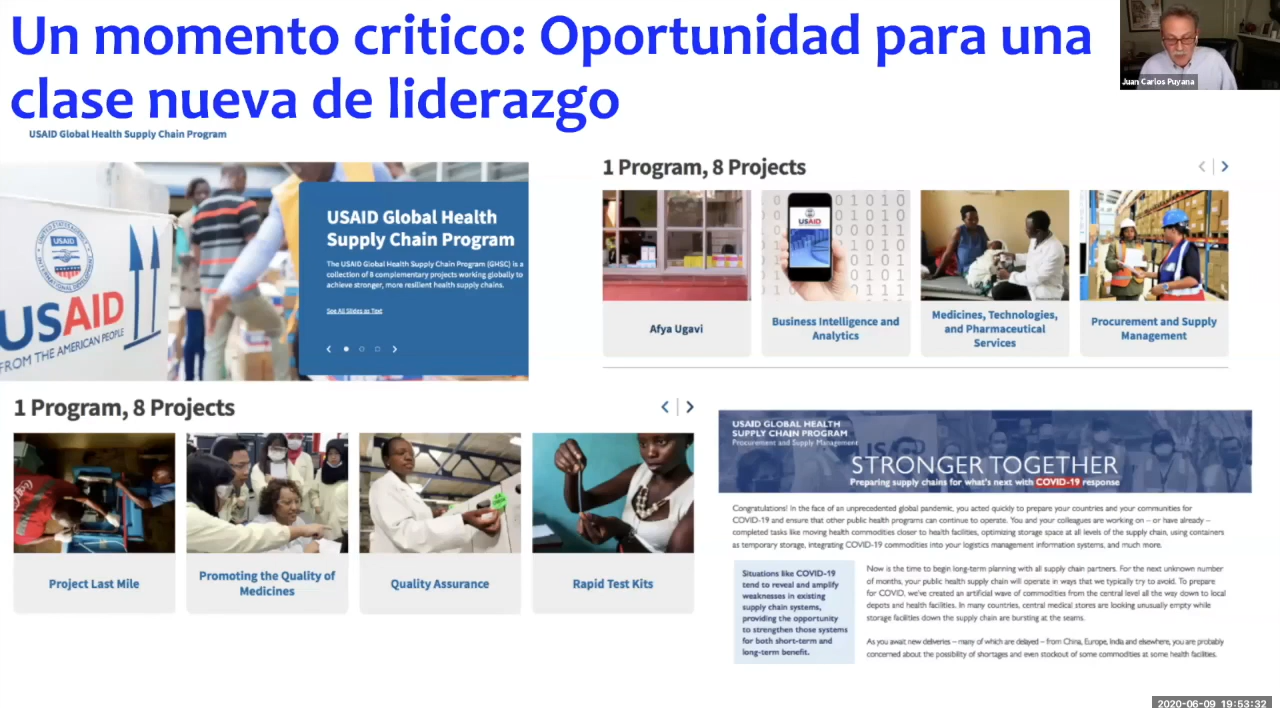 Un momento critico: Oportunidad para una
clase nueva de liderazgo
Juan Carlos Puyana
USAID Global Health Supply Chain Program
USAID
USAID
FROM THE AMERICAN PEOPLE
USAID Global Health
Supply Chain Program
The USAID Global Health Supply Chain Program (GHSC) is a
collection of 8 complementary projects working globally to
achieve stronger, more resilient health supply chains.
See All Slides as Text
1 Program, 8 Projects
USAID
Afya Ugavi
Business Intelligence and
Analytics
Medicines, Technologies,
and Pharmaceutical
Services
Procurement and Supply
Management
1 Program, 8 Projects
Project Last Mile
Promoting the Quality of
Medicines
Quality Assurance
Rapid Test Kits
USAID GLOBAL HEALTH
SUPPLY CHAIN PROGRAM
Procurement and Supply Management
STRONGER TOGETHER
Preparing supply chains for what's next with COVID-19 response
Congratulations! In the face of an unprecedented global pandemic, you acted quickly to prepare your countries and your communities for
COVID-19 and ensure that other public health programs can continue to operate. You and your colleagues are working on – or have already –
completed tasks like moving health commodities closer to health facilities, optimizing storage space at all levels of the supply chain, using containers
as temporary storage, integrating COVID-19 commodities into your logistics management information systems, and much more.
Situations like COVID-19
tend to reveal and amplify
weaknesses in existing
supply chain systems,
providing the opportunity
to strengthen those systems
for both short-term and
long-term benefit.
Now is the time to begin long-term planning with all supply chain partners. For the next unknown number
of months, your public health supply chain will operate in ways that we typically try to avoid. To prepare
for COVID, we've created an artificial wave of commodities from the central level all the way down to local
depots and health facilities. In many countries, central medical stores are looking unusually empty while
storage facilities down the supply chain are bursting at the seams.
As you await new deliveries – many of which are delayed – from China, Europe, India and elsewhere, you are probably
concerned about the possibility of shortages and even stockout of some commodities at some health facilities.
2020-06-09 19:53:32